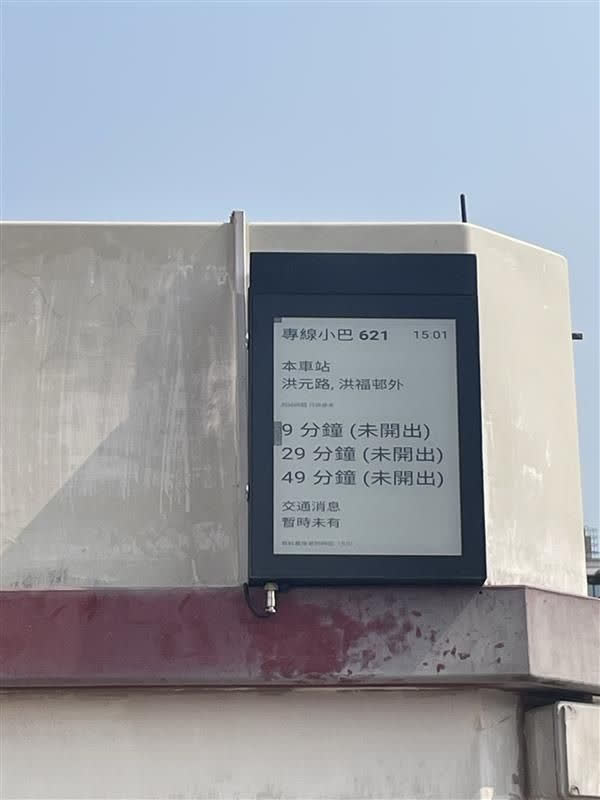 專線小巴 621 15:01
本車站
洪元路, 洪福邨外
9 分鐘 (未開出)
29 分鐘 (未開出)
49 分鐘 (未開出)
交通消息
暫時未有